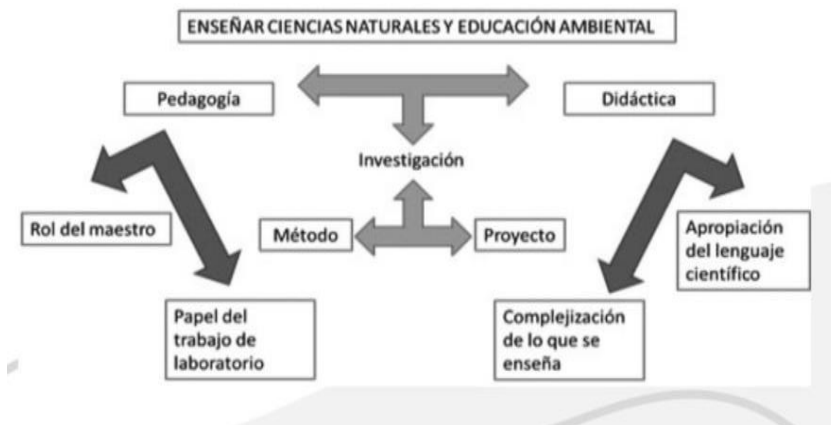 ENSEÑAR CIENCIAS NATURALES Y EDUCACIÓN AMBIENTAL
Pedagogía
Didáctica
Investigación
Rol del maestro
Método
Proyecto
Apropiación
del lenguaje
científico
Papel del
trabajo de
laboratorio
Complejización
de lo que se
enseña